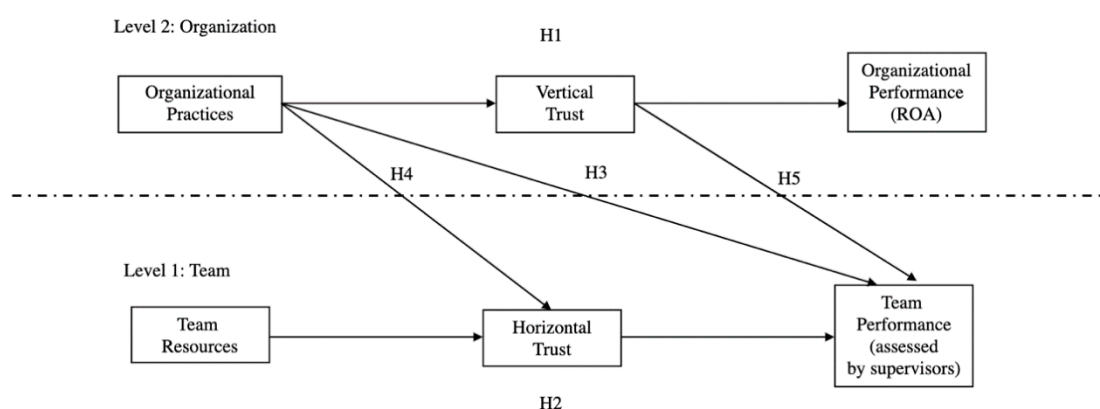 Level 2: Organization
H1
Organizational
Practices
Vertical
Trust
Organizational
Performance
(ROA)
H4
H3
H5
Level 1: Team
Team
Resources
Horizontal
Trust
Team
Performance
(assessed
by supervisors)
H2